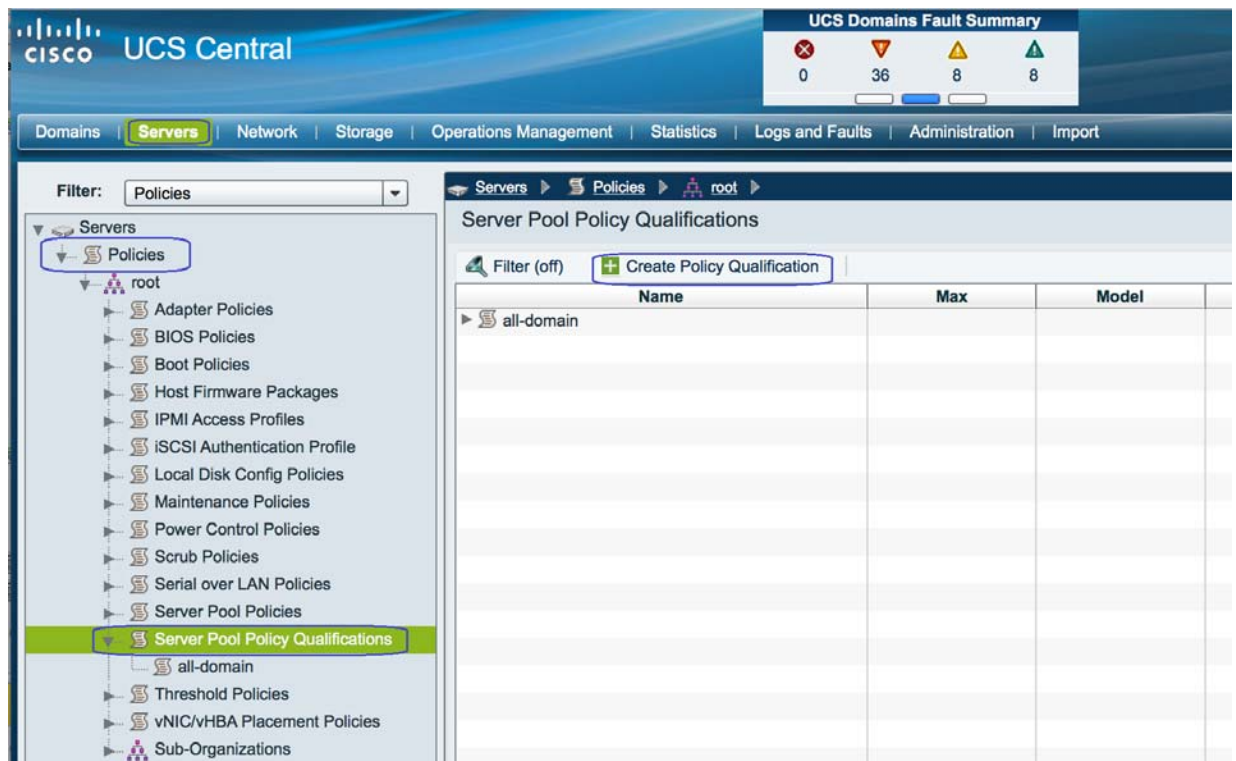 UCS Domains Fault Summary
CISCO UCS Central
0 36 8 8
Domains | Servers | Network | Storage | Operations Management | Statistics | Logs and Faults | Administration | Import
Filter: Policies
Servers
Policies
root
Adapter Policies
BIOS Policies
Boot Policies
Host Firmware Packages
IPMI Access Profiles
iSCSI Authentication Profile
Local Disk Config Policies
Maintenance Policies
Power Control Policies
Scrub Policies
Serial over LAN Policies
Server Pool Policies
Server Pool Policy Qualifications
all-domain
Threshold Policies
vNIC/vHBA Placement Policies
Sub-Organizations
Servers Policies root
Server Pool Policy Qualifications
Filter (off) Create Policy Qualification
Name Max Model
all-domain